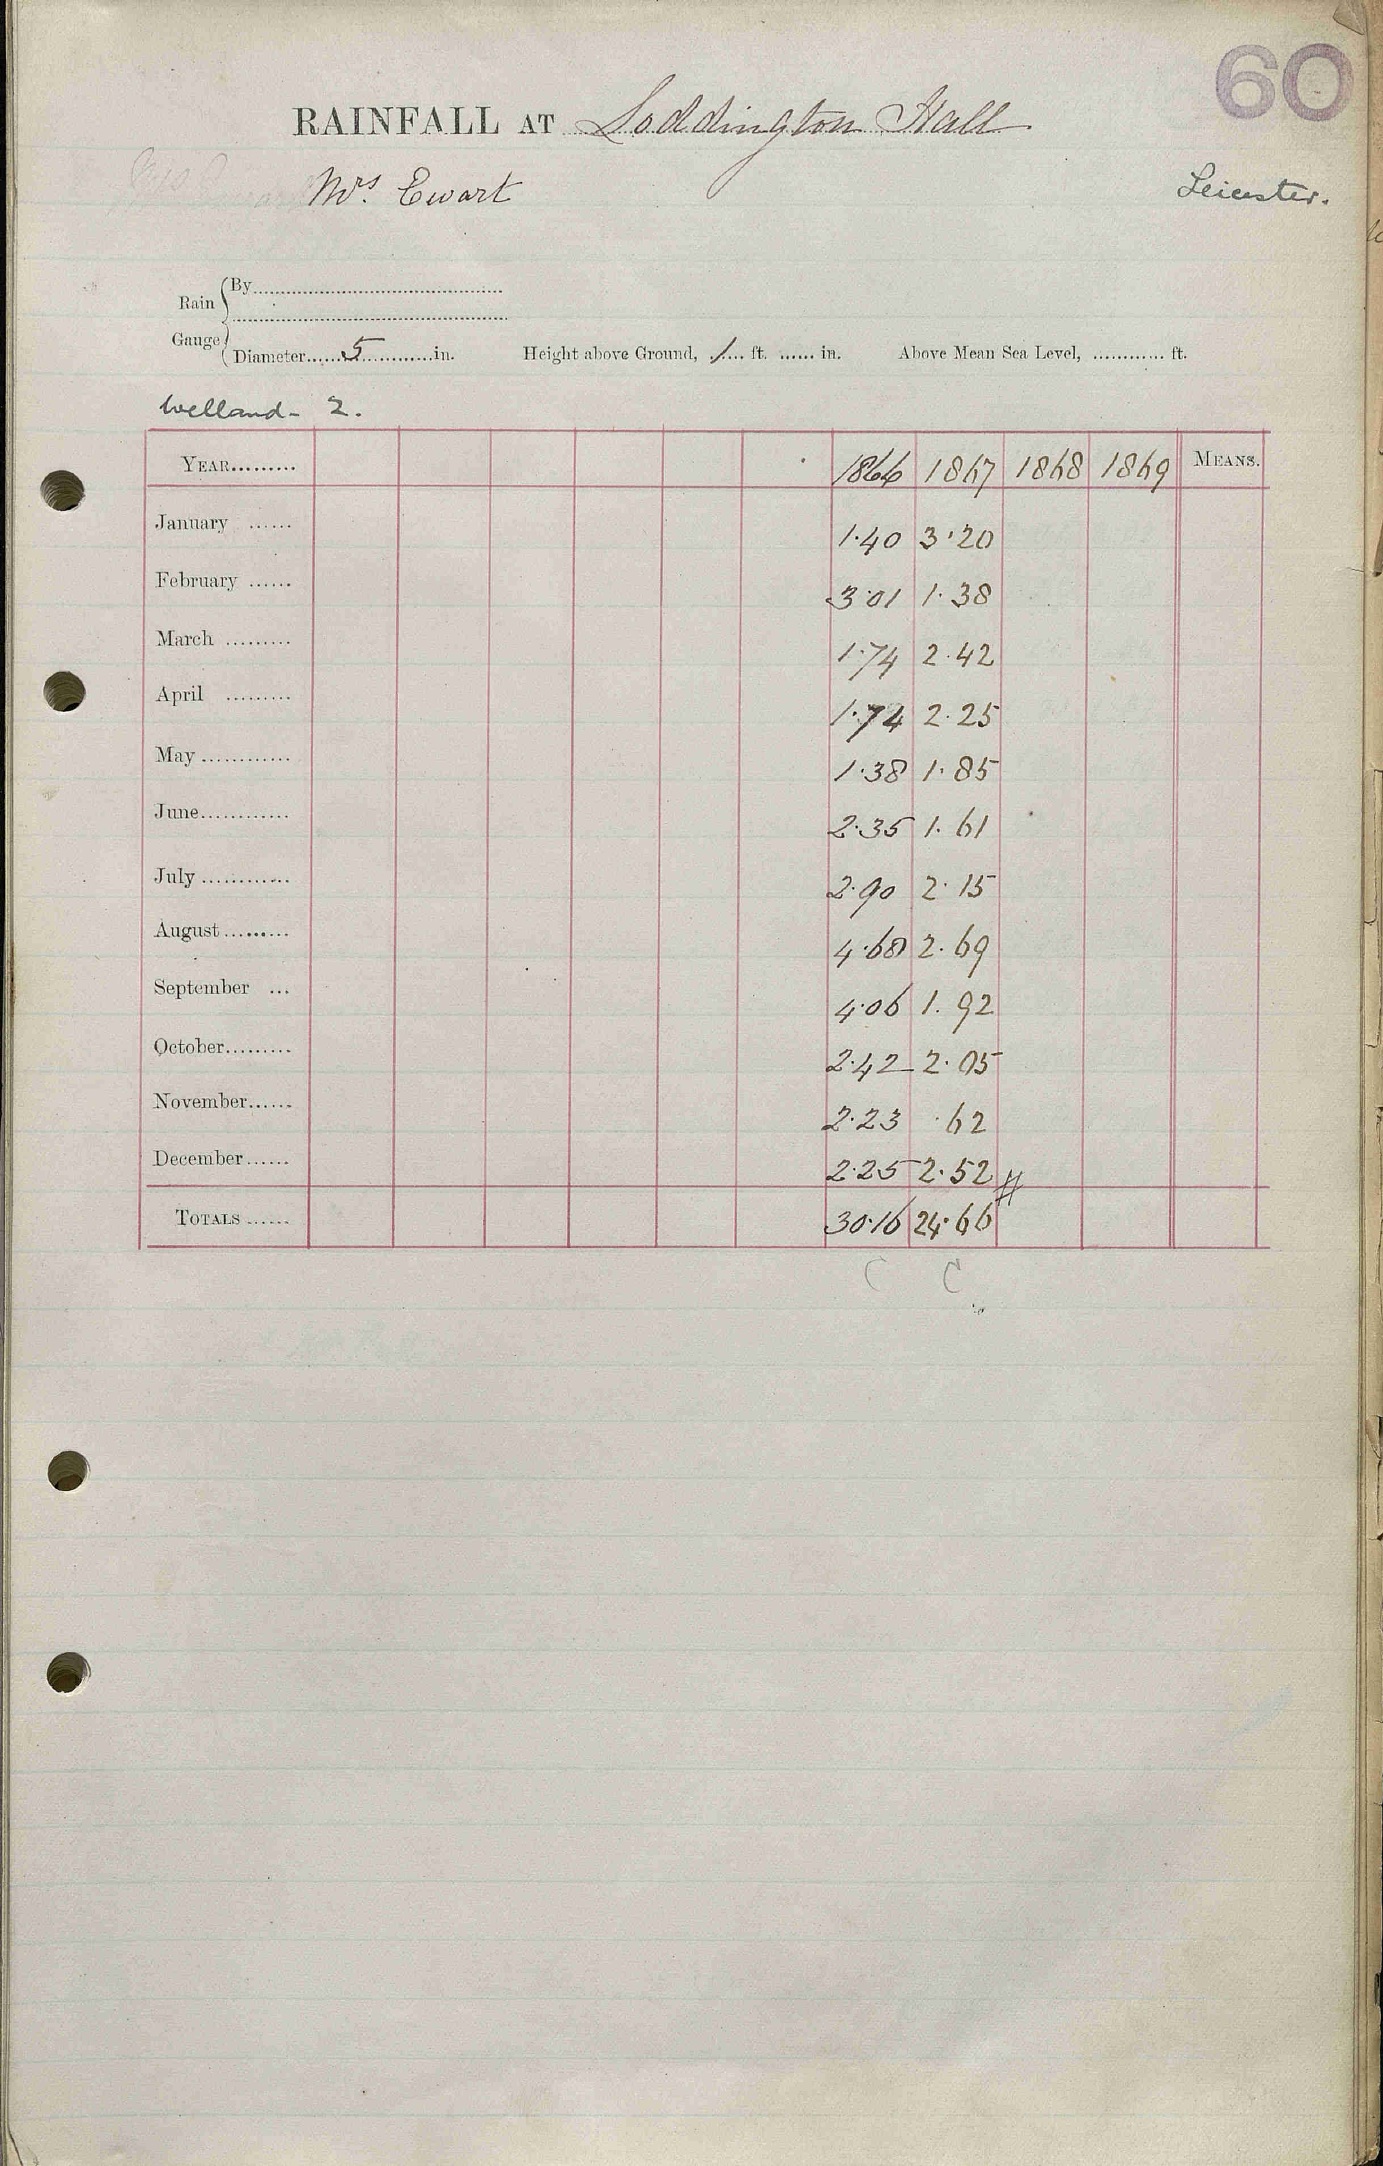 60
RAINFALL AT Loddington Hall
Mrs Ewart Leicester.
Rain Gauge
By
Diameter 5 in. Height above Ground, 1 ft. in. Above Mean Sea Level, ft.
Welland - 2.
YEAR 1866 1867 1868 1869 MEANS.
January 1.40 3.20
February 3.01 1.38
March 1.74 2.42
April 1.74 2.25
May 1.38 1.85
June 2.35 1.61
July 2.90 2.15
August 4.68 2.69
September 4.06 1.92
October 2.42 2.05
November 2.23 .62
December 2.25 2.52 #
TOTALS 30.16 24.66
C C